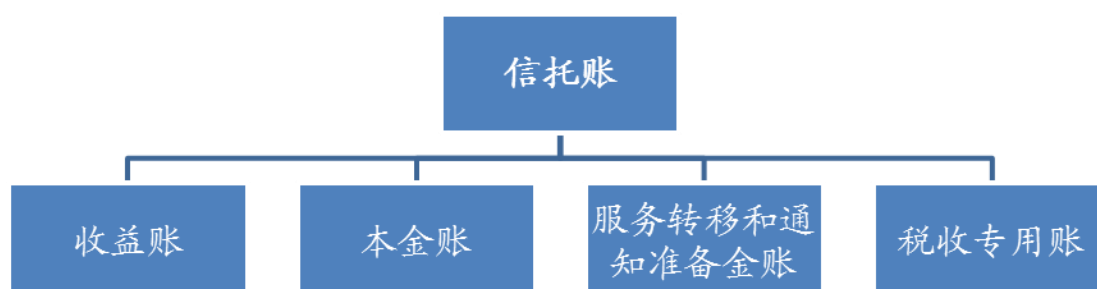 信托账
收益账
本金账
服务转移和通
知准备金账
税收专用账